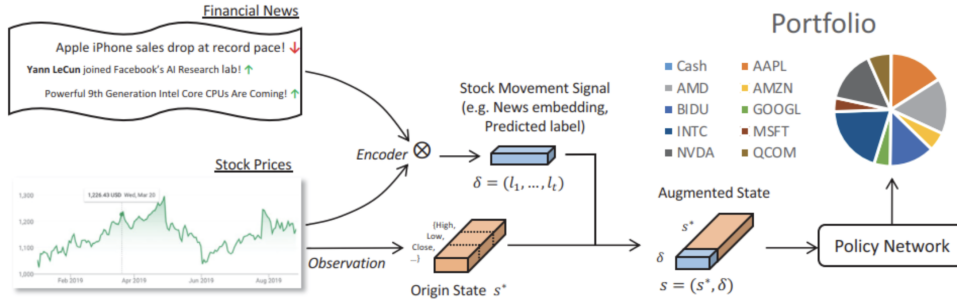 Financial News
Apple iPhone sales drop at record pace! ↓
Yann LeCun joined Facebook's AI Research lab! ↑
Powerful 9th Generation Intel Core CPUs Are Coming! ↑
Stock Prices
1,226.43 USD Wed, Mar 20
1,300
1,200
1,100
1,000
Feb 2019
Apr 2019
Jun 2019
Aug 2019
Encoder
Observation
Stock Movement Signal
(e.g. News embedding,
Predicted label)
δ = (l₁, …, lₜ)
(High,
Low,
Close,
...)
Origin State s*
Augmented State
s*
δ
s = (s*, δ)
Policy Network
Portfolio
Cash
AAPL
AMD
AMZN
BIDU
GOOGL
INTC
MSFT
NVDA
QCOM